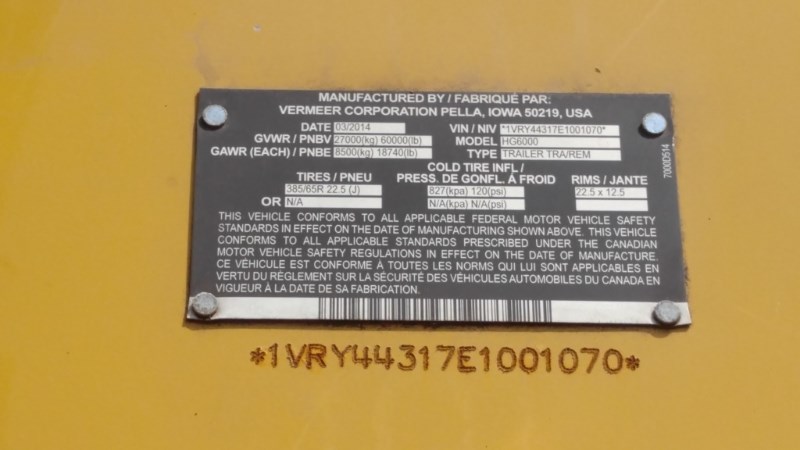 MANUFACTURED BY / FABRIQUÉ PAR:
VERMEER CORPORATION PELLA, IOWA 50219, USA
DATE 03/2014 VIN / NIV *1VRY44317E1001070*
GVWR / PNBV 27000(kg) 60000(lb) MODEL HG6000
GAWR (EACH) / PNBE 8500(kg) 18740(lb) TYPE TRAILER TRA/REM
TIRES / PNEU COLD TIRE INFL / PRESS. DE GONFL. À FROID RIMS / JANTE
385/65R 22.5 (J) 827(kpa) 120(psi) 22.5 x 12.5
OR N/A N/A(kpa) N/A(psi)
THIS VEHICLE CONFORMS TO ALL APPLICABLE FEDERAL MOTOR VEHICLE SAFETY
STANDARDS IN EFFECT ON THE DATE OF MANUFACTURING SHOWN ABOVE. THIS VEHICLE
CONFORMS TO ALL APPLICABLE STANDARDS PRESCRIBED UNDER THE CANADIAN
MOTOR VEHICLE SAFETY REGULATIONS IN EFFECT ON THE DATE OF MANUFACTURE.
CE VÉHICULE EST CONFORME À TOUTES LES NORMS QUI LUI SONT APPLICABLES EN
VERTU DU RÈGLEMENT SUR LA SÉCURITÉ DES VÉHICULES AUTOMOBILES DU CANADA EN
VIGUEUR À LA DATE DE SA FABRICATION.
7000D514
*1VRY44317E1001070*